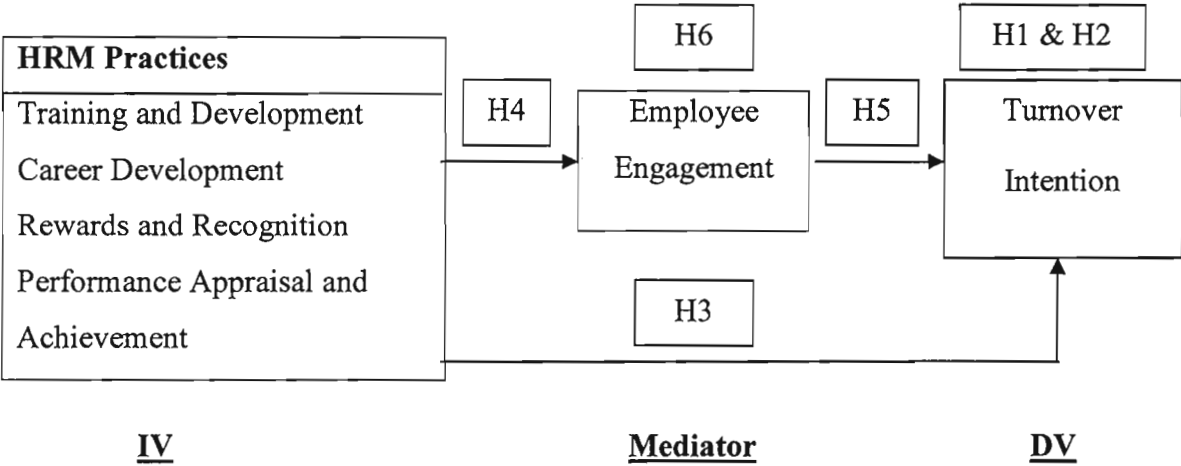 HRM Practices
Training and Development
Career Development
Rewards and Recognition
Performance Appraisal and
Achievement
H4
H6
Employee
Engagement
H5
H3
H1 & H2
Turnover
Intention
IV
Mediator
DV